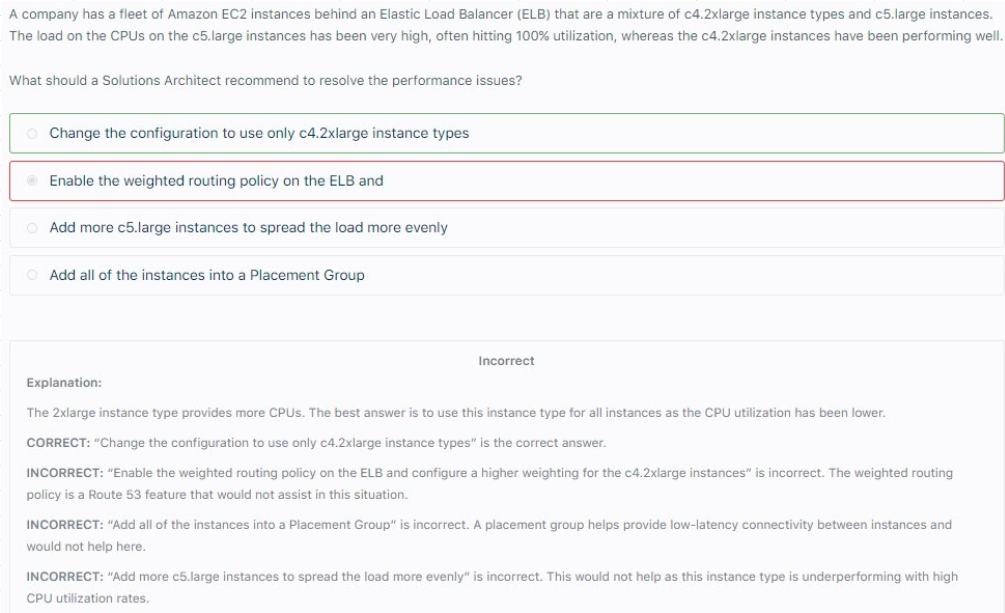 A company has a fleet of Amazon EC2 instances behind an Elastic Load Balancer (ELB) that are a mixture of c4.2xlarge instance types and c5.large instances.
The load on the CPUs on the c5.large instances has been very high, often hitting 100% utilization, whereas the c4.2xlarge instances have been performing well.
What should a Solutions Architect recommend to resolve the performance issues?
Change the configuration to use only c4.2xlarge instance types
Enable the weighted routing policy on the ELB and
Add more c5.large instances to spread the load more evenly
Add all of the instances into a Placement Group
Incorrect
Explanation:
The 2xlarge instance type provides more CPUs. The best answer is to use this instance type for all instances as the CPU utilization has been lower.
CORRECT: “Change the configuration to use only c4.2xlarge instance types” is the correct answer.
INCORRECT: “Enable the weighted routing policy on the ELB and configure a higher weighting for the c4.2xlarge instances” is incorrect. The weighted routing
policy is a Route 53 feature that would not assist in this situation.
INCORRECT: “Add all of the instances into a Placement Group” is incorrect. A placement group helps provide low-latency connectivity between instances and
would not help here.
INCORRECT: “Add more c5.large instances to spread the load more evenly” is incorrect. This would not help as this instance type is underperforming with high
CPU utilization rates.